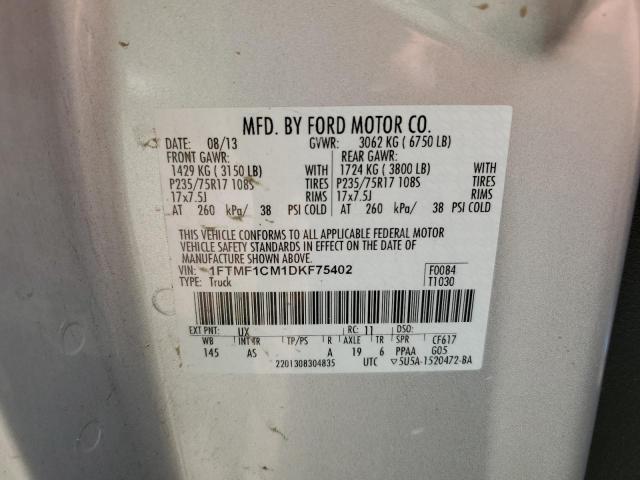 MFD. BY FORD MOTOR CO.
DATE: 08/13 GVWR: 3062 KG ( 6750 LB)
FRONT GAWR: REAR GAWR:
1429 KG ( 3150 LB) WITH 1724 KG ( 3800 LB) WITH
P235/75R17 108S TIRES P235/75R17 108S TIRES
17x7.5J RIMS 17x7.5J RIMS
AT 260 kPa/ 38 PSI COLD AT 260 kPa/ 38 PSI COLD
THIS VEHICLE CONFORMS TO ALL APPLICABLE FEDERAL MOTOR
VEHICLE SAFETY STANDARDS IN EFFECT ON THE DATE OF
MANUFACTURE SHOWN ABOVE.
VIN: 1FTMF1CM1DKF75402 F0084
TYPE: Truck T1030
EXT PNT: UX RC: 11 DSO:
WB INT TR TP/PS R AXLE TR SPR CF617
145 AS A 19 6 PPAA G05
2201308304835 UTC ▽5U5A-1520472-BA